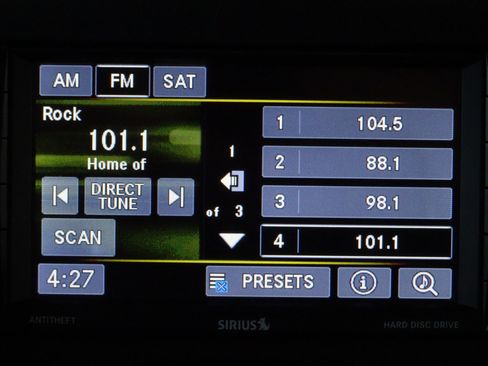 AM FM SAT
Rock
101.1
Home of
DIRECT
TUNE
SCAN
1
of 3
1 104.5
2 88.1
3 98.1
4 101.1
4:27
PRESETS
ANTITHEFT
SIRIUS
HARD DISC DRIVE